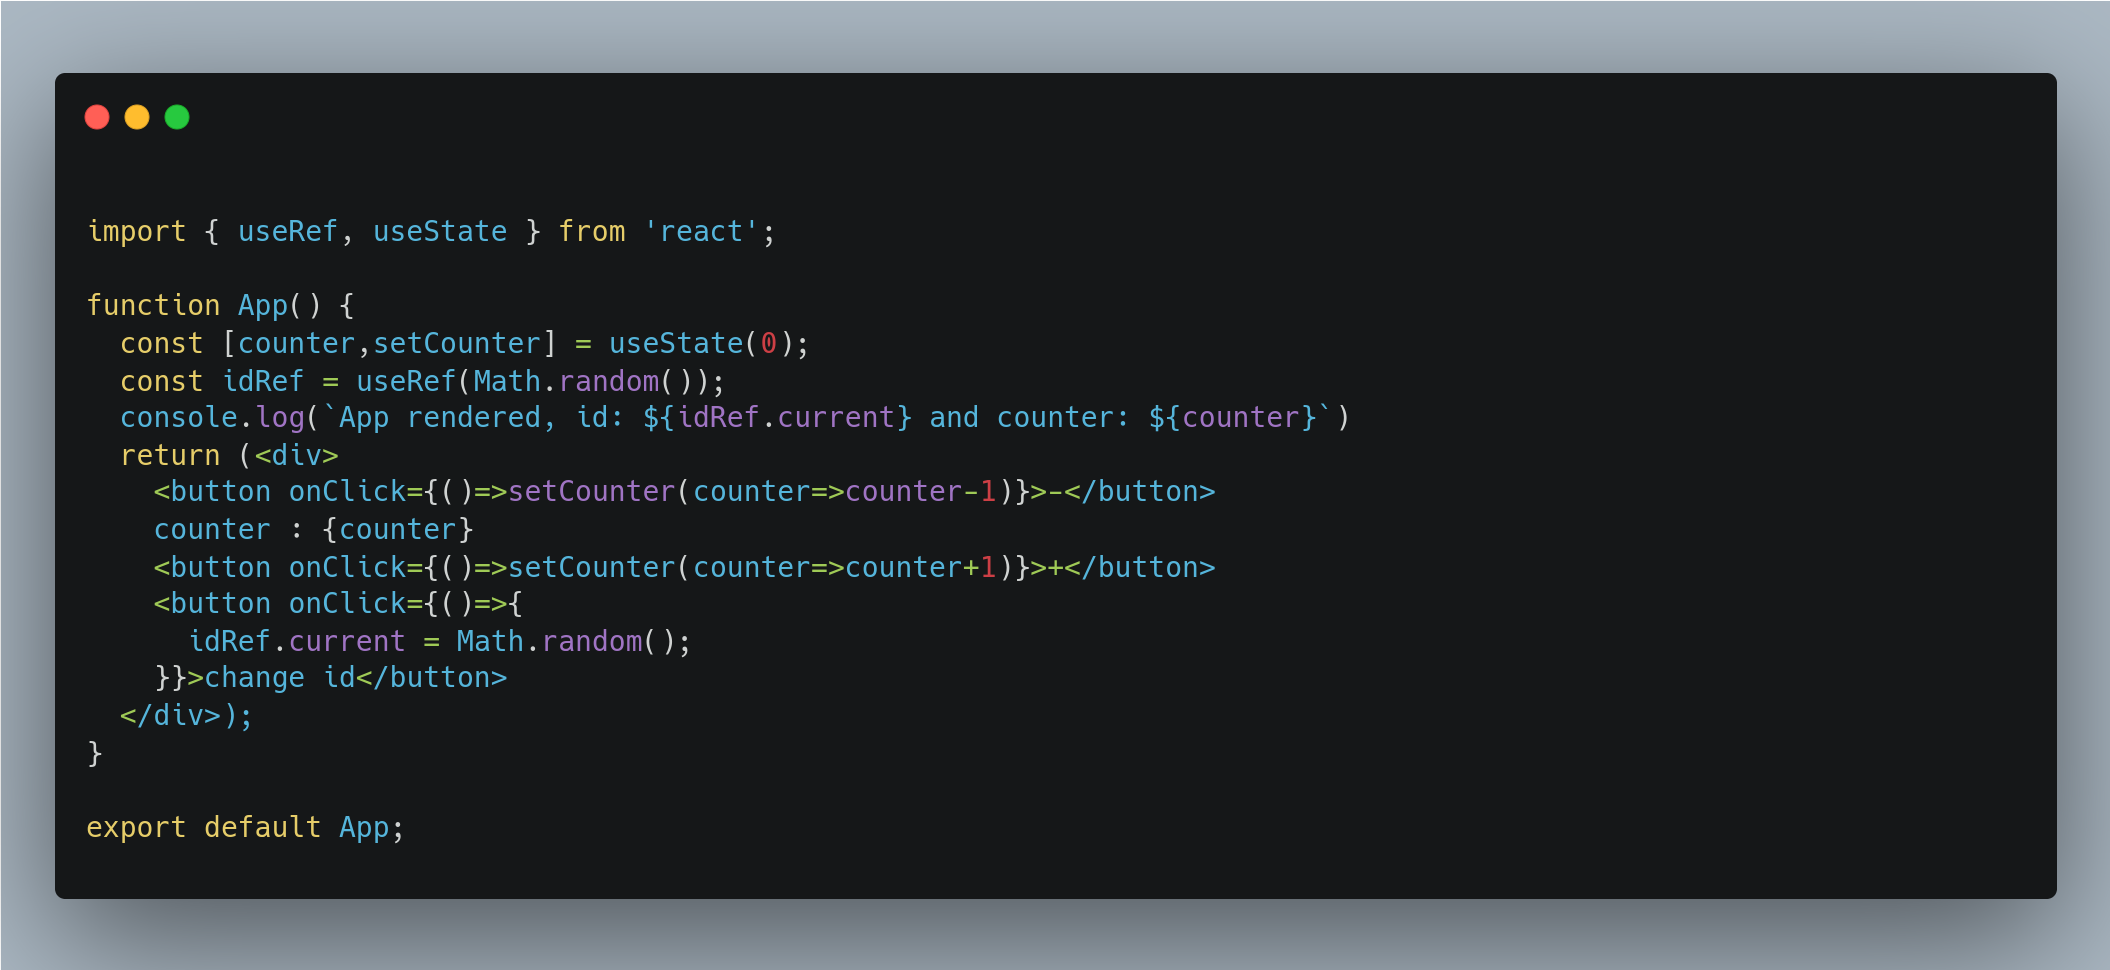 import { useRef, useState } from 'react';

function App() {
  const [counter,setCounter] = useState(0);
  const idRef = useRef(Math.random());
  console.log(`App rendered, id: ${idRef.current} and counter: ${counter}`)
  return (<div>
    <button onClick={()=>setCounter(counter=>counter-1)}>-</button>
    counter : {counter}
    <button onClick={()=>setCounter(counter=>counter+1)}>+</button>
    <button onClick={()=>{
      idRef.current = Math.random();
    }}>change id</button>
  </div>);
}

export default App;